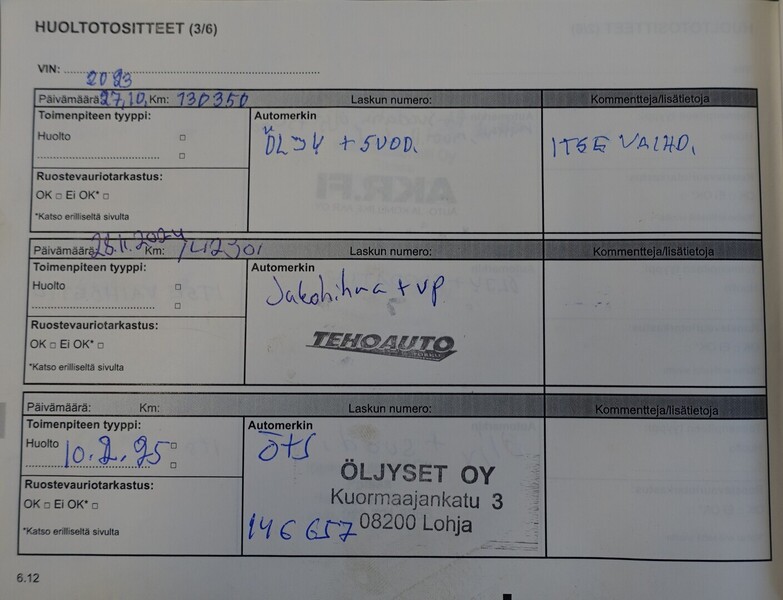 HUOLTOTOSITTEET (3/6)
VIN:
2023
Päivämäärä: 27.10. Km: 130350 Laskun numero: Kommentteja/lisätietoja
Toimenpiteen tyyppi: Automerkin
Huolto □ ÖLJY + SUOD. ITSE VAIHD.
□
Ruostevauriotarkastus:
OK □ Ei OK* □
*Katso erilliseltä sivulta
Päivämäärä: 28.11.2024 Km: 142301 Laskun numero: Kommentteja/lisätietoja
Toimenpiteen tyyppi: Automerkin
Huolto □ Jakohihna + vp
□
Ruostevauriotarkastus:
OK □ Ei OK* □ TEHOAUTO
*Katso erilliseltä sivulta
Päivämäärä: Km: Laskun numero: Kommentteja/lisätietoja
Toimenpiteen tyyppi: Automerkin
Huolto 10.2.25 □ öts
□ ÖLJYSET OY
Ruostevauriotarkastus: Kuormaajankatu 3
OK □ Ei OK* □ 08200 Lohja
*Katso erilliseltä sivulta 146657
6.12